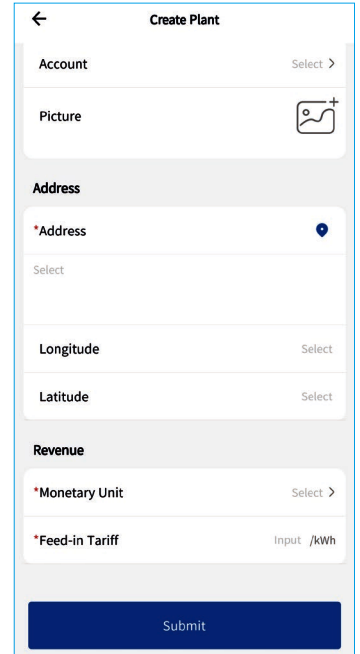 Create Plant
Account Select >
Picture
Address
*Address
Select
Longitude Select
Latitude Select
Revenue
*Monetary Unit Select >
*Feed-in Tariff Input /kWh
Submit